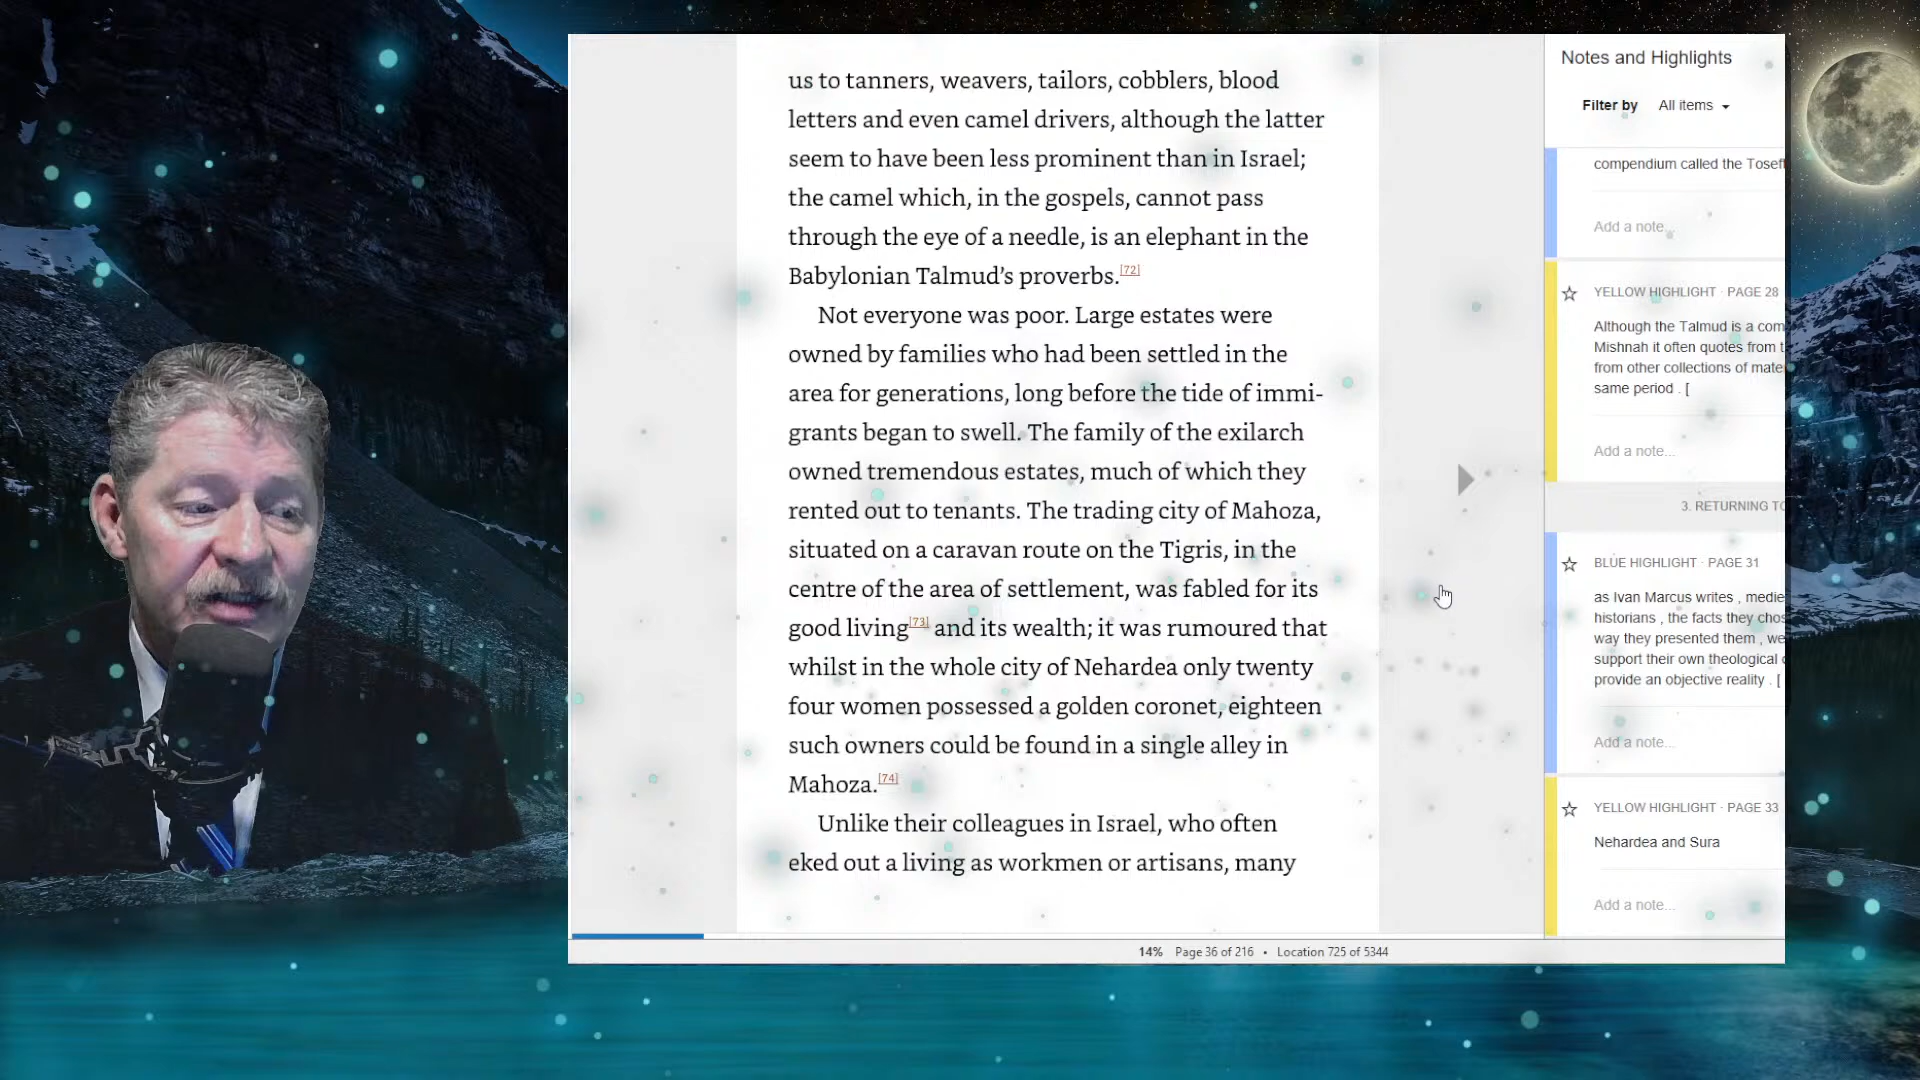 us to tanners, weavers, tailors, cobblers, blood
letters and even camel drivers, although the latter
seem to have been less prominent than in Israel;
the camel which, in the gospels, cannot pass
through the eye of a needle, is an elephant in the
Babylonian Talmud’s proverbs.[72]
Not everyone was poor. Large estates were
owned by families who had been settled in the
area for generations, long before the tide of immi-
grants began to swell. The family of the exilarch
owned tremendous estates, much of which they
rented out to tenants. The trading city of Mahoza,
situated on a caravan route on the Tigris, in the
centre of the area of settlement, was fabled for its
good living[73] and its wealth; it was rumoured that
whilst in the whole city of Nehardea only twenty
four women possessed a golden coronet, eighteen
such owners could be found in a single alley in
Mahoza.[74]
Unlike their colleagues in Israel, who often
eked out a living as workmen or artisans, many
14% Page 36 of 216 • Location 725 of 5344
Notes and Highlights
Filter by All items
compendium called the Tosef
Add a note...
YELLOW HIGHLIGHT · PAGE 28
Although the Talmud is a com
Mishnah it often quotes from t
from other collections of mate
same period . [
Add a note...
3. RETURNING TO
BLUE HIGHLIGHT · PAGE 31
as Ivan Marcus writes , medie
historians , the facts they chos
way they presented them , we
support their own theological
provide an objective reality . [
Add a note...
YELLOW HIGHLIGHT · PAGE 33
Nehardea and Sura
Add a note...